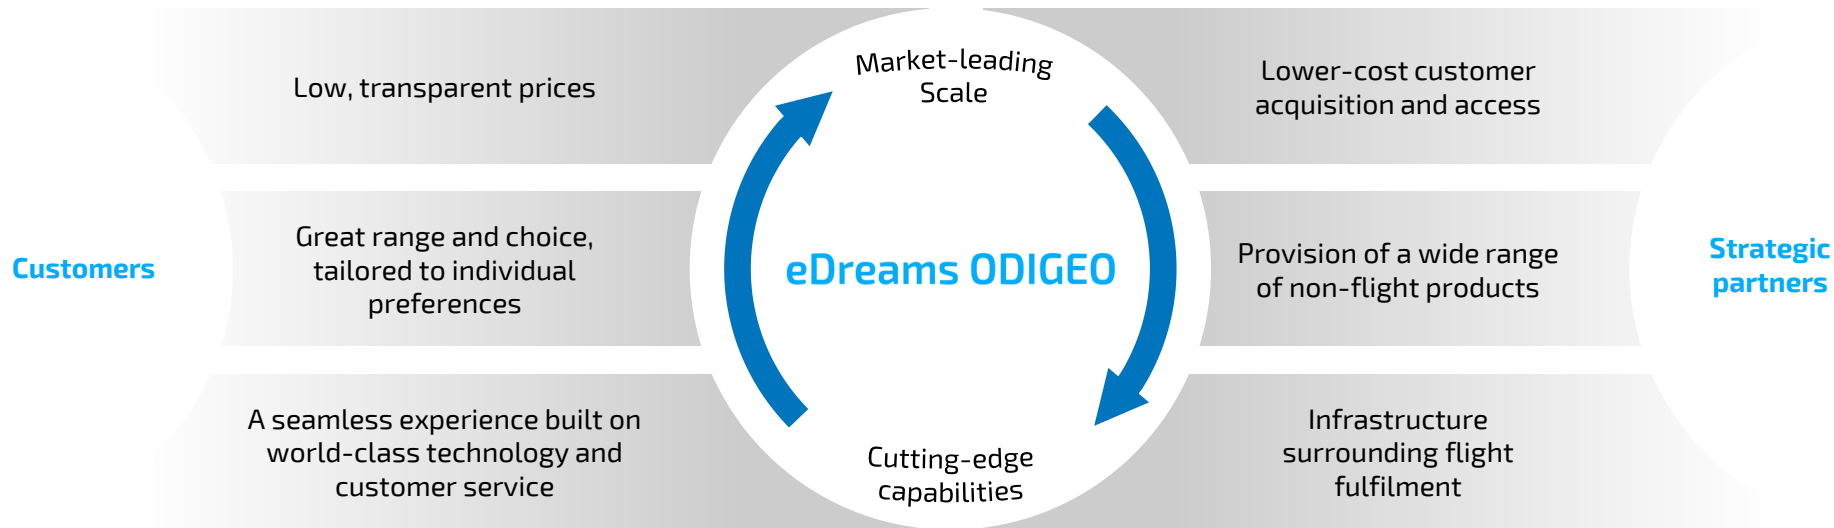 Customers
Low, transparent prices
Great range and choice,
tailored to individual
preferences
A seamless experience built on
world-class technology and
customer service
Market-leading
Scale
eDreams ODIGEO
Cutting-edge
capabilities
Lower-cost customer
acquisition and access
Provision of a wide range
of non-flight products
Infrastructure
surrounding flight
fulfilment
Strategic
partners